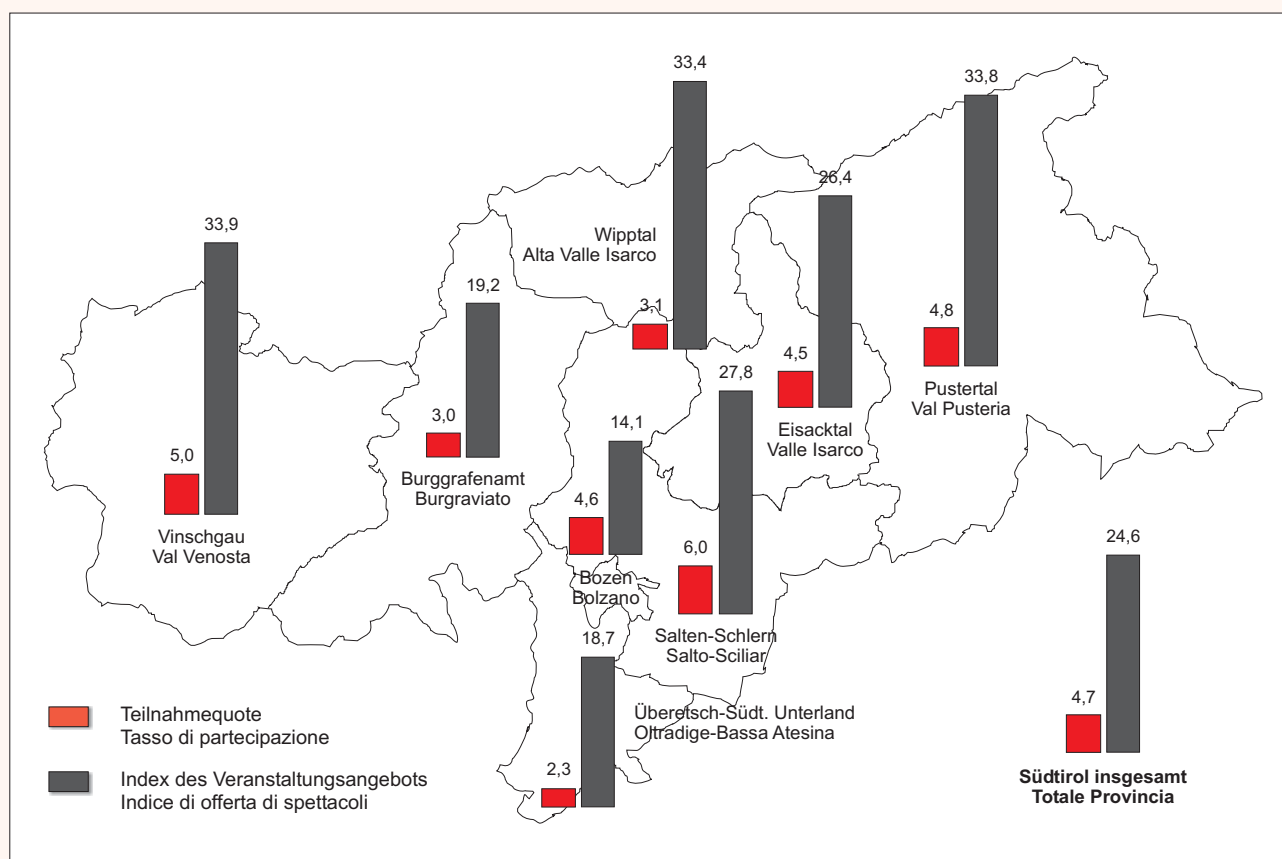 33,9
5,0
Vinschgau
Val Venosta
19,2
3,0
Burggrafenamt
Burgraviato
33,4
Wipptal
Alta Valle Isarco
3,1
26,4
4,5
Eisacktal
Valle Isarco
33,8
4,8
Pustertal
Val Pusteria
14,1
4,6
Bozen
Bolzano
27,8
6,0
Salten-Schlern
Salto-Sciliar
18,7
2,3
Überetsch-Südt. Unterland
Oltradige-Bassa Atesina
24,6
4,7
Südtirol insgesamt
Totale Provincia
Teilnahmequote
Tasso di partecipazione
Index des Veranstaltungsangebots
Indice di offerta di spettacoli